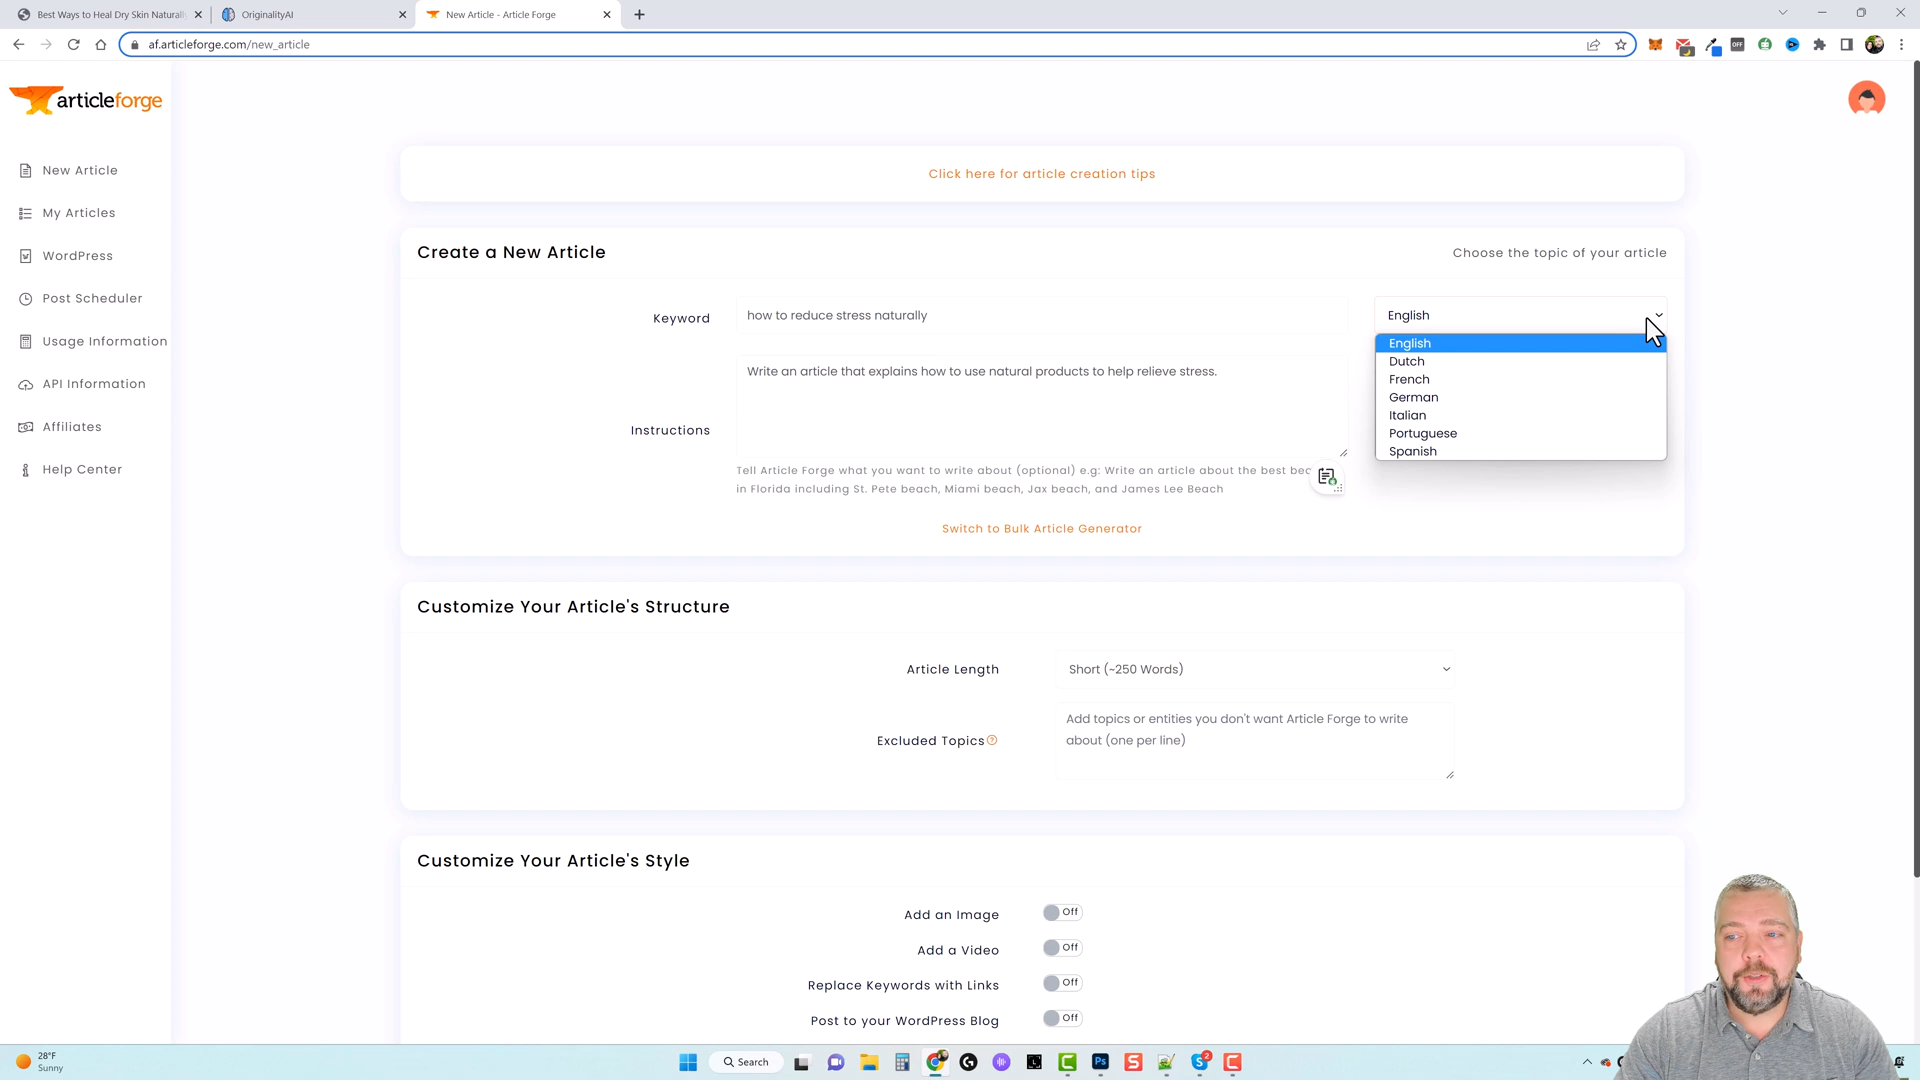 Best Ways to Heal Dry Skin Natural
OriginalityAI
New Article - Article Forge
af.articleforge.com/new_article
OFF
articleforge
New Article
My Articles
WordPress
Post Scheduler
Usage Information
API Information
Affiliates
Help Center
Click here for article creation tips
Create a New Article
Choose the topic of your article
Keyword
how to reduce stress naturally
English
English
Dutch
French
German
Italian
Portuguese
Spanish
Instructions
Write an article that explains how to use natural products to help relieve stress.
Tell Article Forge what you want to write about (optional) e.g: Write an article about the best bea
in Florida including St. Pete beach, Miami beach, Jax beach, and James Lee Beach
Switch to Bulk Article Generator
Customize Your Article's Structure
Article Length
Short (~250 Words)
Excluded Topics
Add topics or entities you don't want Article Forge to write
about (one per line)
Customize Your Article's Style
Add an Image
Off
Add a Video
Off
Replace Keywords with Links
Off
Post to your WordPress Blog
Off
28°F
Sunny
Search
L
Ps
S
S
2
C